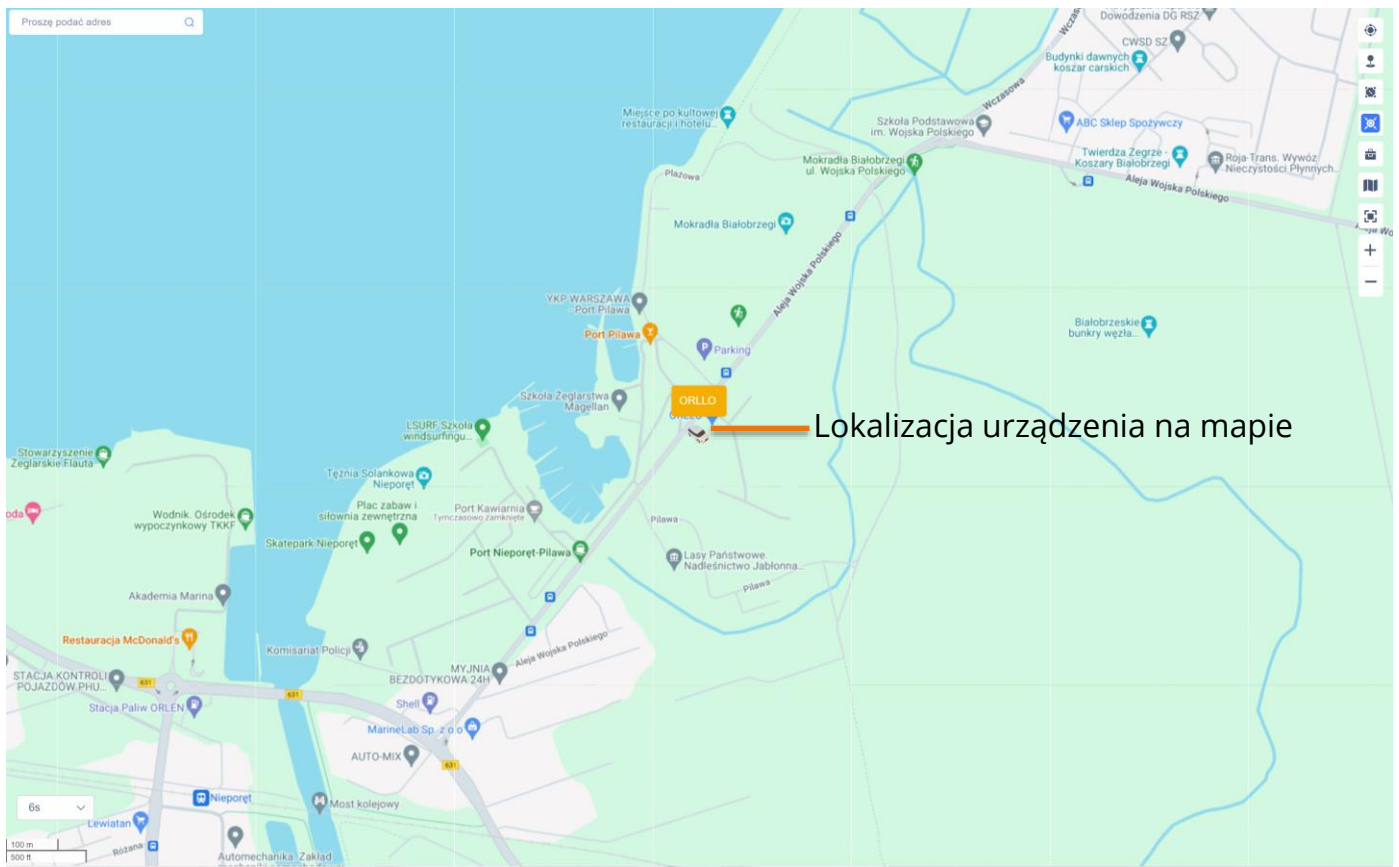 Proszę podać adres
Dowodzenia DG RSZ
CWSD SZ
Budynki dawnych
koszar carskich
Wczasowa
Miejsce po kultowej
restauracji i hotelu...
Szkoła Podstawowa
im. Wojska Polskiego
ABC Sklep Spożywczy
Mokradła Białobrzegi
ul. Wojska Polskiego
Twierdza Zegrze -
Koszary Białobrzegi
Roja-Trans. Wywóz
Nieczystości Płynnych...
Plażowa
Aleja Wojska Polskiego
Mokradła Białobrzegi
Aleja Wojska Polskiego
YKP WARSZAWA
- Port Pilawa
Port Pilawa
Parking
Białobrzeskie
bunkry węzła...
ORLLO
Szkoła Żeglarstwa
Magellan
Lokalizacja urządzenia na mapie
LSURF Szkoła
windsurfingu...
Stowarzyszenie
Żeglarskie Flauta
Tężnia Solankowa
Nieporęt
Plac zabaw i
siłownia zewnętrzna
Port Kawiarnia
Tymczasowo zamknięte
oda
Wodnik. Ośrodek
wypoczynkowy TKKF
Skatepark Nieporęt
Port Nieporęt-Pilawa
Pilawa
Lasy Państwowe.
Nadleśnictwo Jabłonna...
Pilawa
Akademia Marina
Restauracja McDonald's
Komisariat Policji
Aleja Wojska Polskiego
MYJNIA
BEZDOTYKOWA 24H
STACJA KONTROLI
POJAZDÓW.PHU...
631
631
Stacja Paliw ORLEN
Shell
MarineLab Sp. z o.o
AUTO-MIX
631
6s
Nieporęt
Most kolejowy
Lewiatan
Różana
100 m
500 ft
Automechanika. Zakład